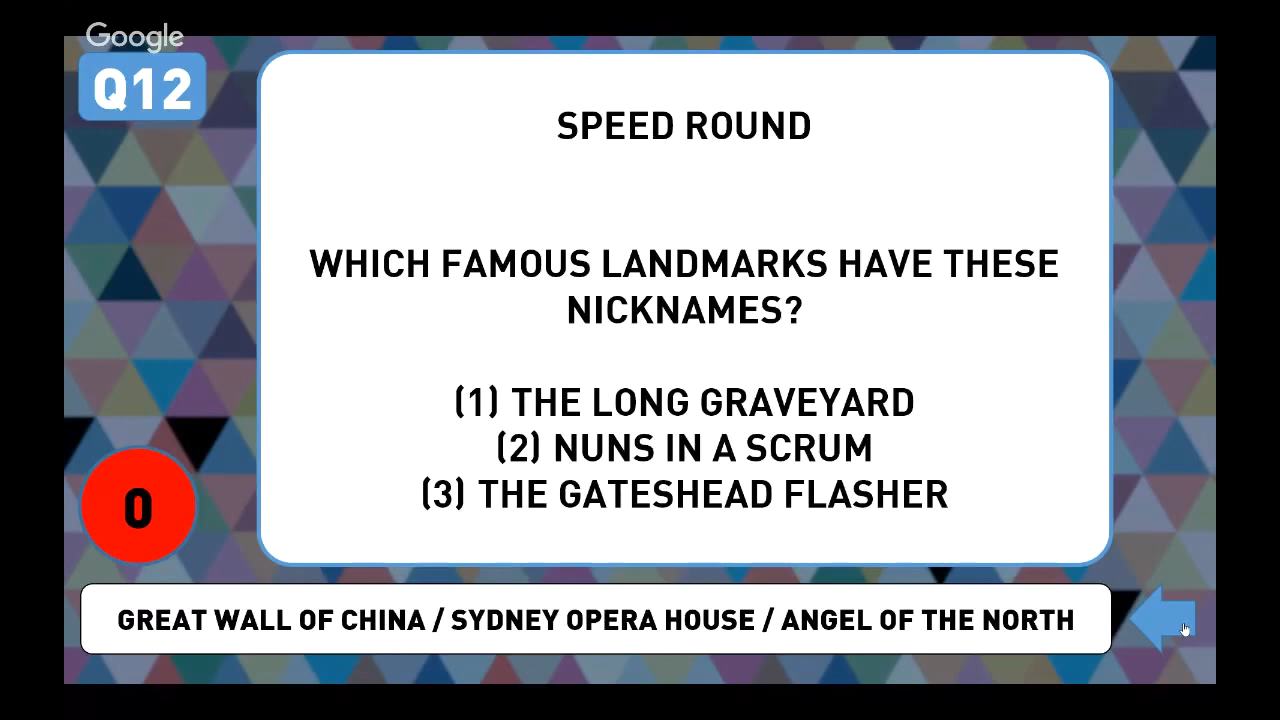 Google
Q12
SPEED ROUND
WHICH FAMOUS LANDMARKS HAVE THESE
NICKNAMES?
(1) THE LONG GRAVEYARD
(2) NUNS IN A SCRUM
(3) THE GATESHEAD FLASHER
0
GREAT WALL OF CHINA / SYDNEY OPERA HOUSE / ANGEL OF THE NORTH